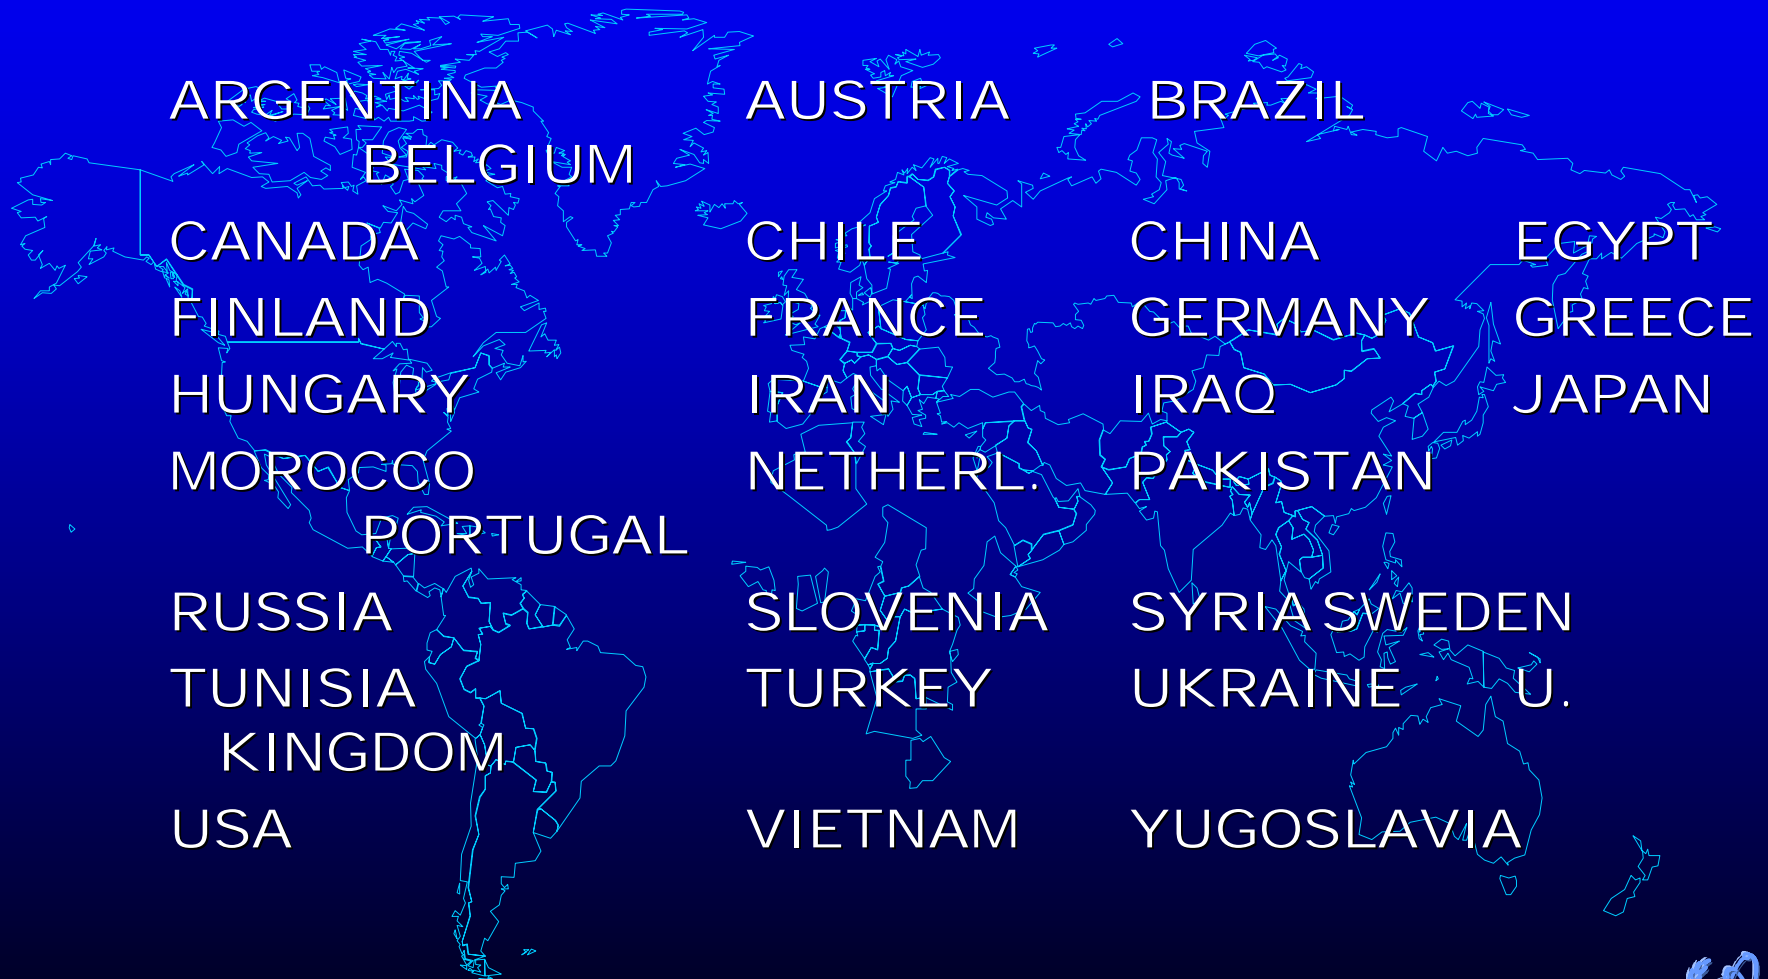 ARGENTINA AUSTRIA BRAZIL
BELGIUM
CANADA CHILE CHINA EGYPT
FINLAND FRANCE GERMANY GREECE
HUNGARY IRAN IRAQ JAPAN
MOROCCO NETHERL. PAKISTAN
PORTUGAL
RUSSIA SLOVENIA SYRIA SWEDEN
TUNISIA TURKEY UKRAINE U.
KINGDOM
USA VIETNAM YUGOSLAVIA